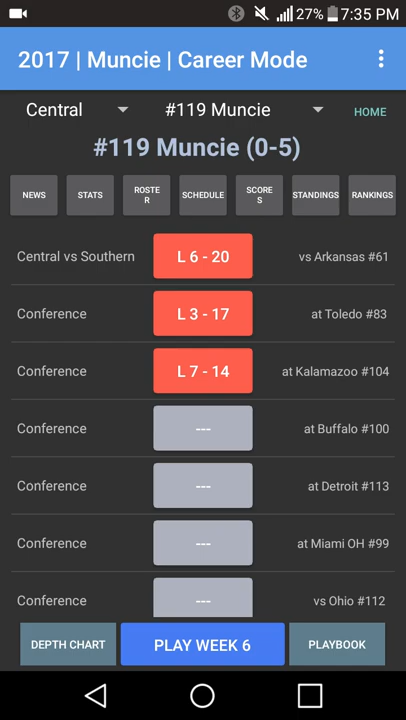 27% 7:35 PM
2017 | Muncie | Career Mode
Central #119 Muncie HOME
#119 Muncie (0-5)
NEWS STATS ROSTE SCHEDULE SCORE STANDINGS RANKINGS
R S
Central vs Southern L 6 - 20 vs Arkansas #61
Conference L 3 - 17 at Toledo #83
Conference L 7 - 14 at Kalamazoo #104
Conference --- at Buffalo #100
Conference --- at Detroit #113
Conference --- at Miami OH #99
Conference --- vs Ohio #112
DEPTH CHART PLAY WEEK 6 PLAYBOOK